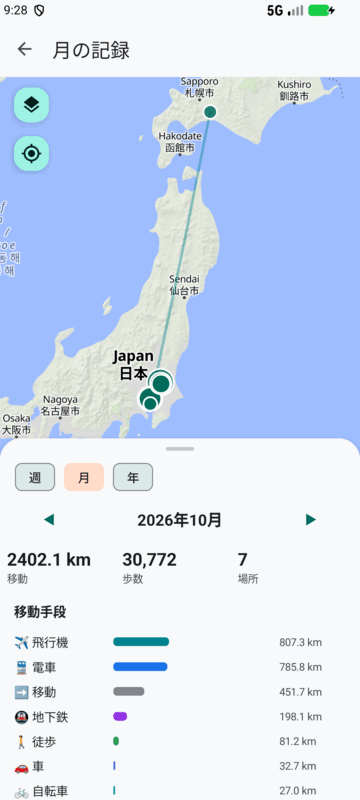 9:28
5G
月の記録
Sapporo
札幌市
Kushiro
釧路市
Hakodate
函館市
Sendai
仙台市
Japan
日本
Nagoya
名古屋市
Osaka
大阪市
週
月
年
2026年10月
2402.1 km
30,772
7
移動
歩数
場所
移動手段
飛行機 807.3 km
電車 785.8 km
移動 451.7 km
地下鉄 198.1 km
徒歩 81.2 km
車 32.7 km
自転車 27.0 km